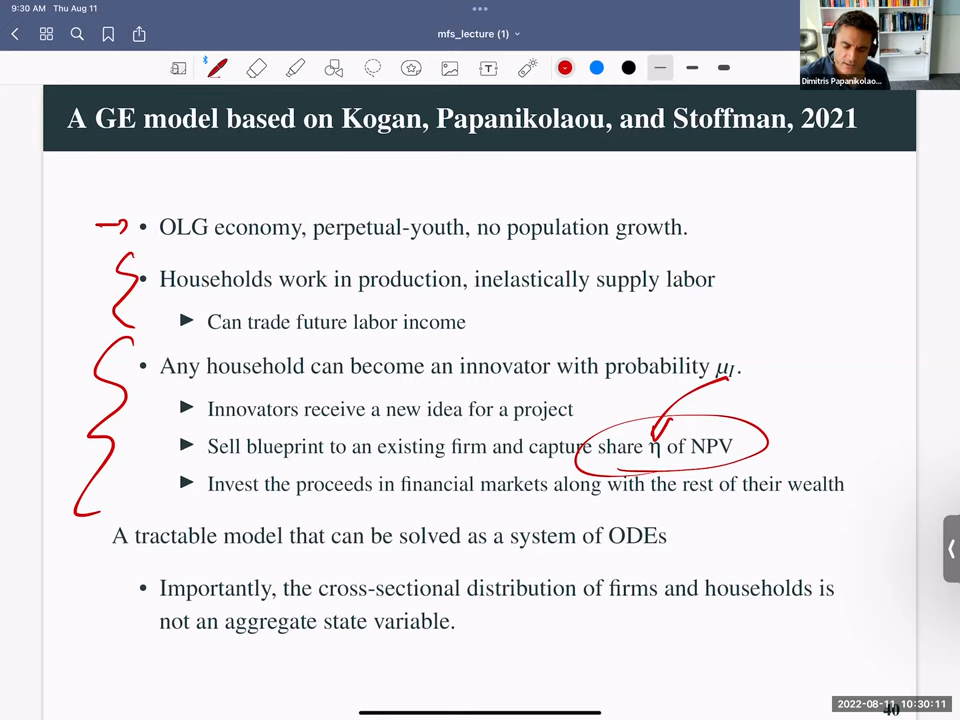 9:30 AM Thu Aug 11
mfs_lecture (1)
Dimitris Papanikolao...
A GE model based on Kogan, Papanikolaou, and Stoffman, 2021
• OLG economy, perpetual-youth, no population growth.
• Households work in production, inelastically supply labor
▶ Can trade future labor income
• Any household can become an innovator with probability μI.
▶ Innovators receive a new idea for a project
▶ Sell blueprint to an existing firm and capture share η of NPV
▶ Invest the proceeds in financial markets along with the rest of their wealth
A tractable model that can be solved as a system of ODEs
• Importantly, the cross-sectional distribution of firms and households is
not an aggregate state variable.
2022-08-11 10:30:11
40